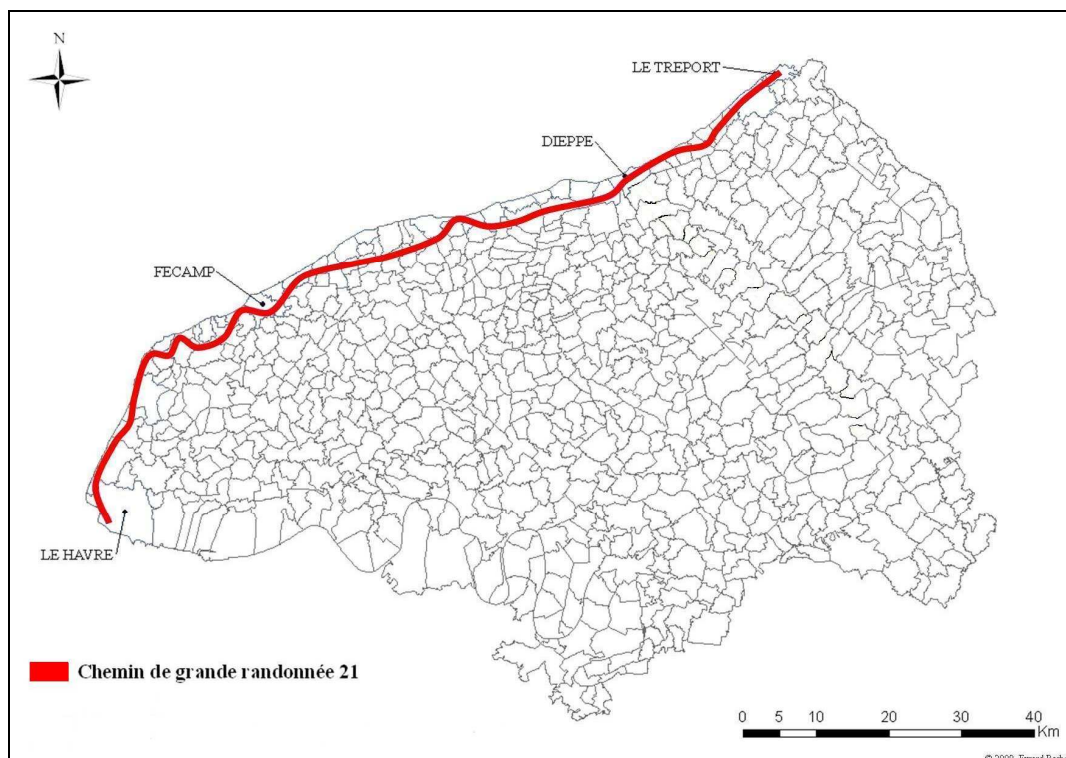 N
LE TREPORT
DIEPPE
FECAMP
LE HAVRE
Chemin de grande randonnée 21
0 5 10 20 30 40
Km